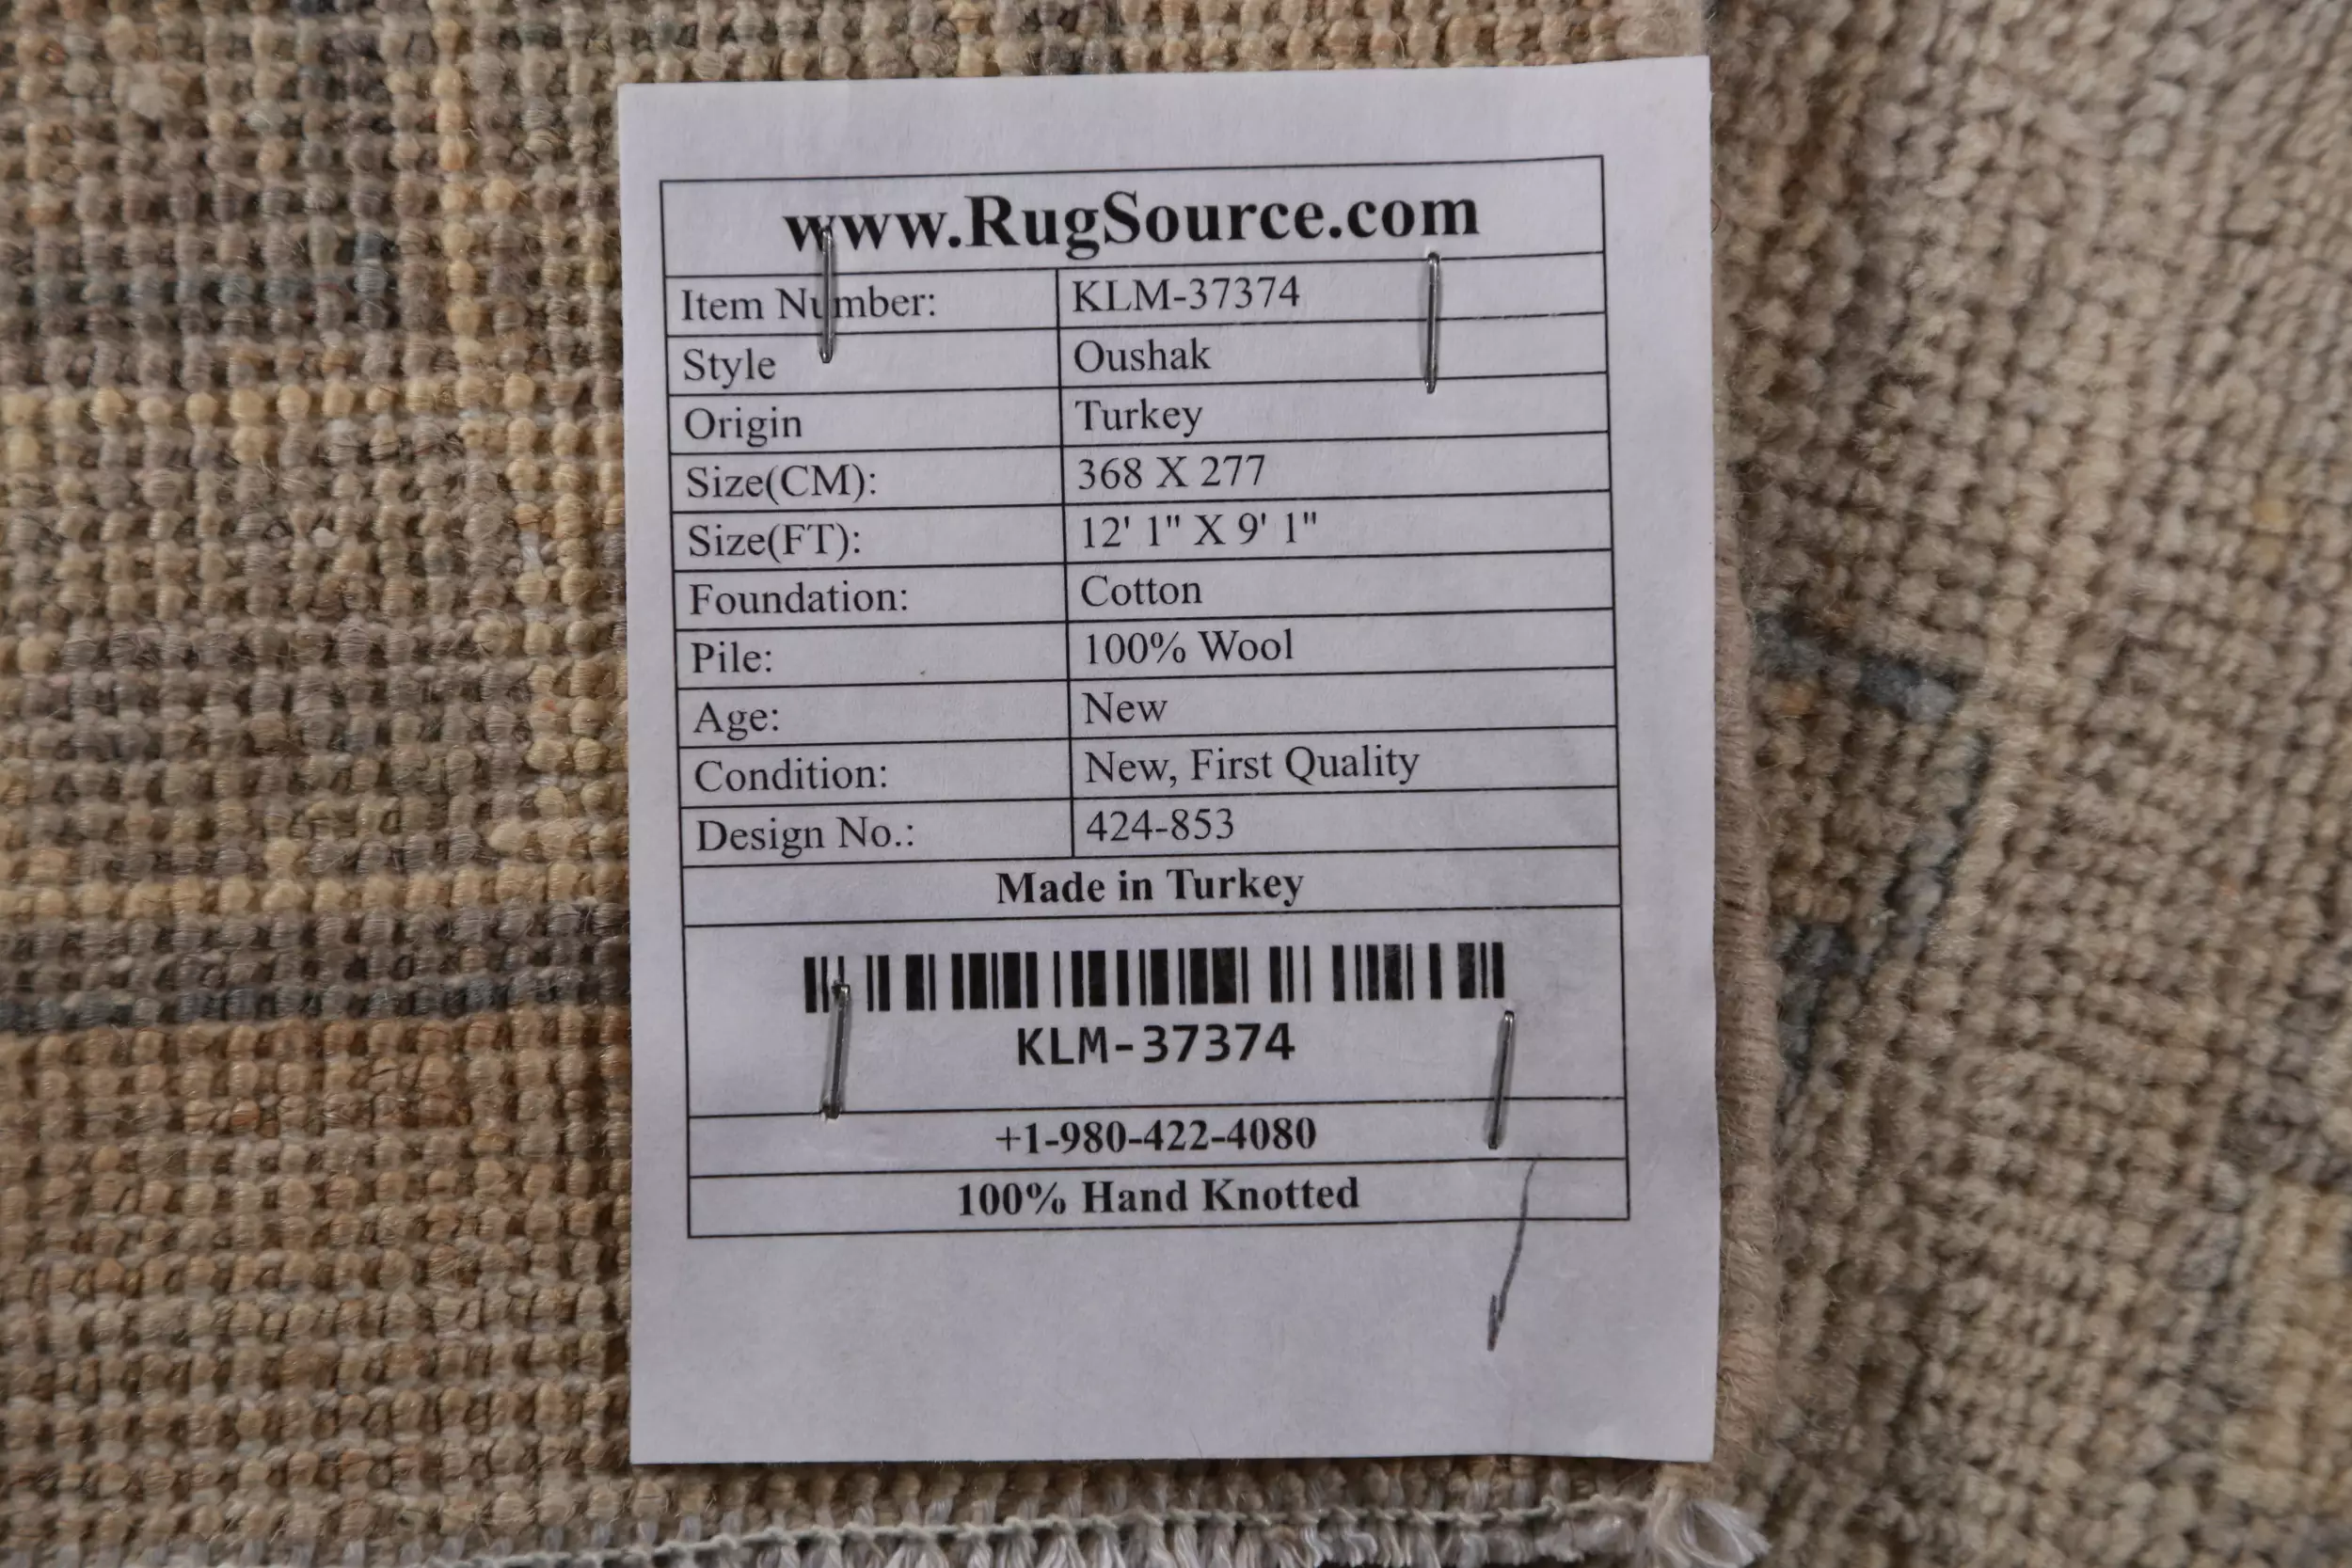 www.RugSource.com
Item Number: KLM-37374
Style Oushak
Origin Turkey
Size(CM): 368 X 277
Size(FT): 12' 1" X 9' 1"
Foundation: Cotton
Pile: 100% Wool
Age: New
Condition: New, First Quality
Design No.: 424-853
Made in Turkey
KLM-37374
+1-980-422-4080
100% Hand Knotted